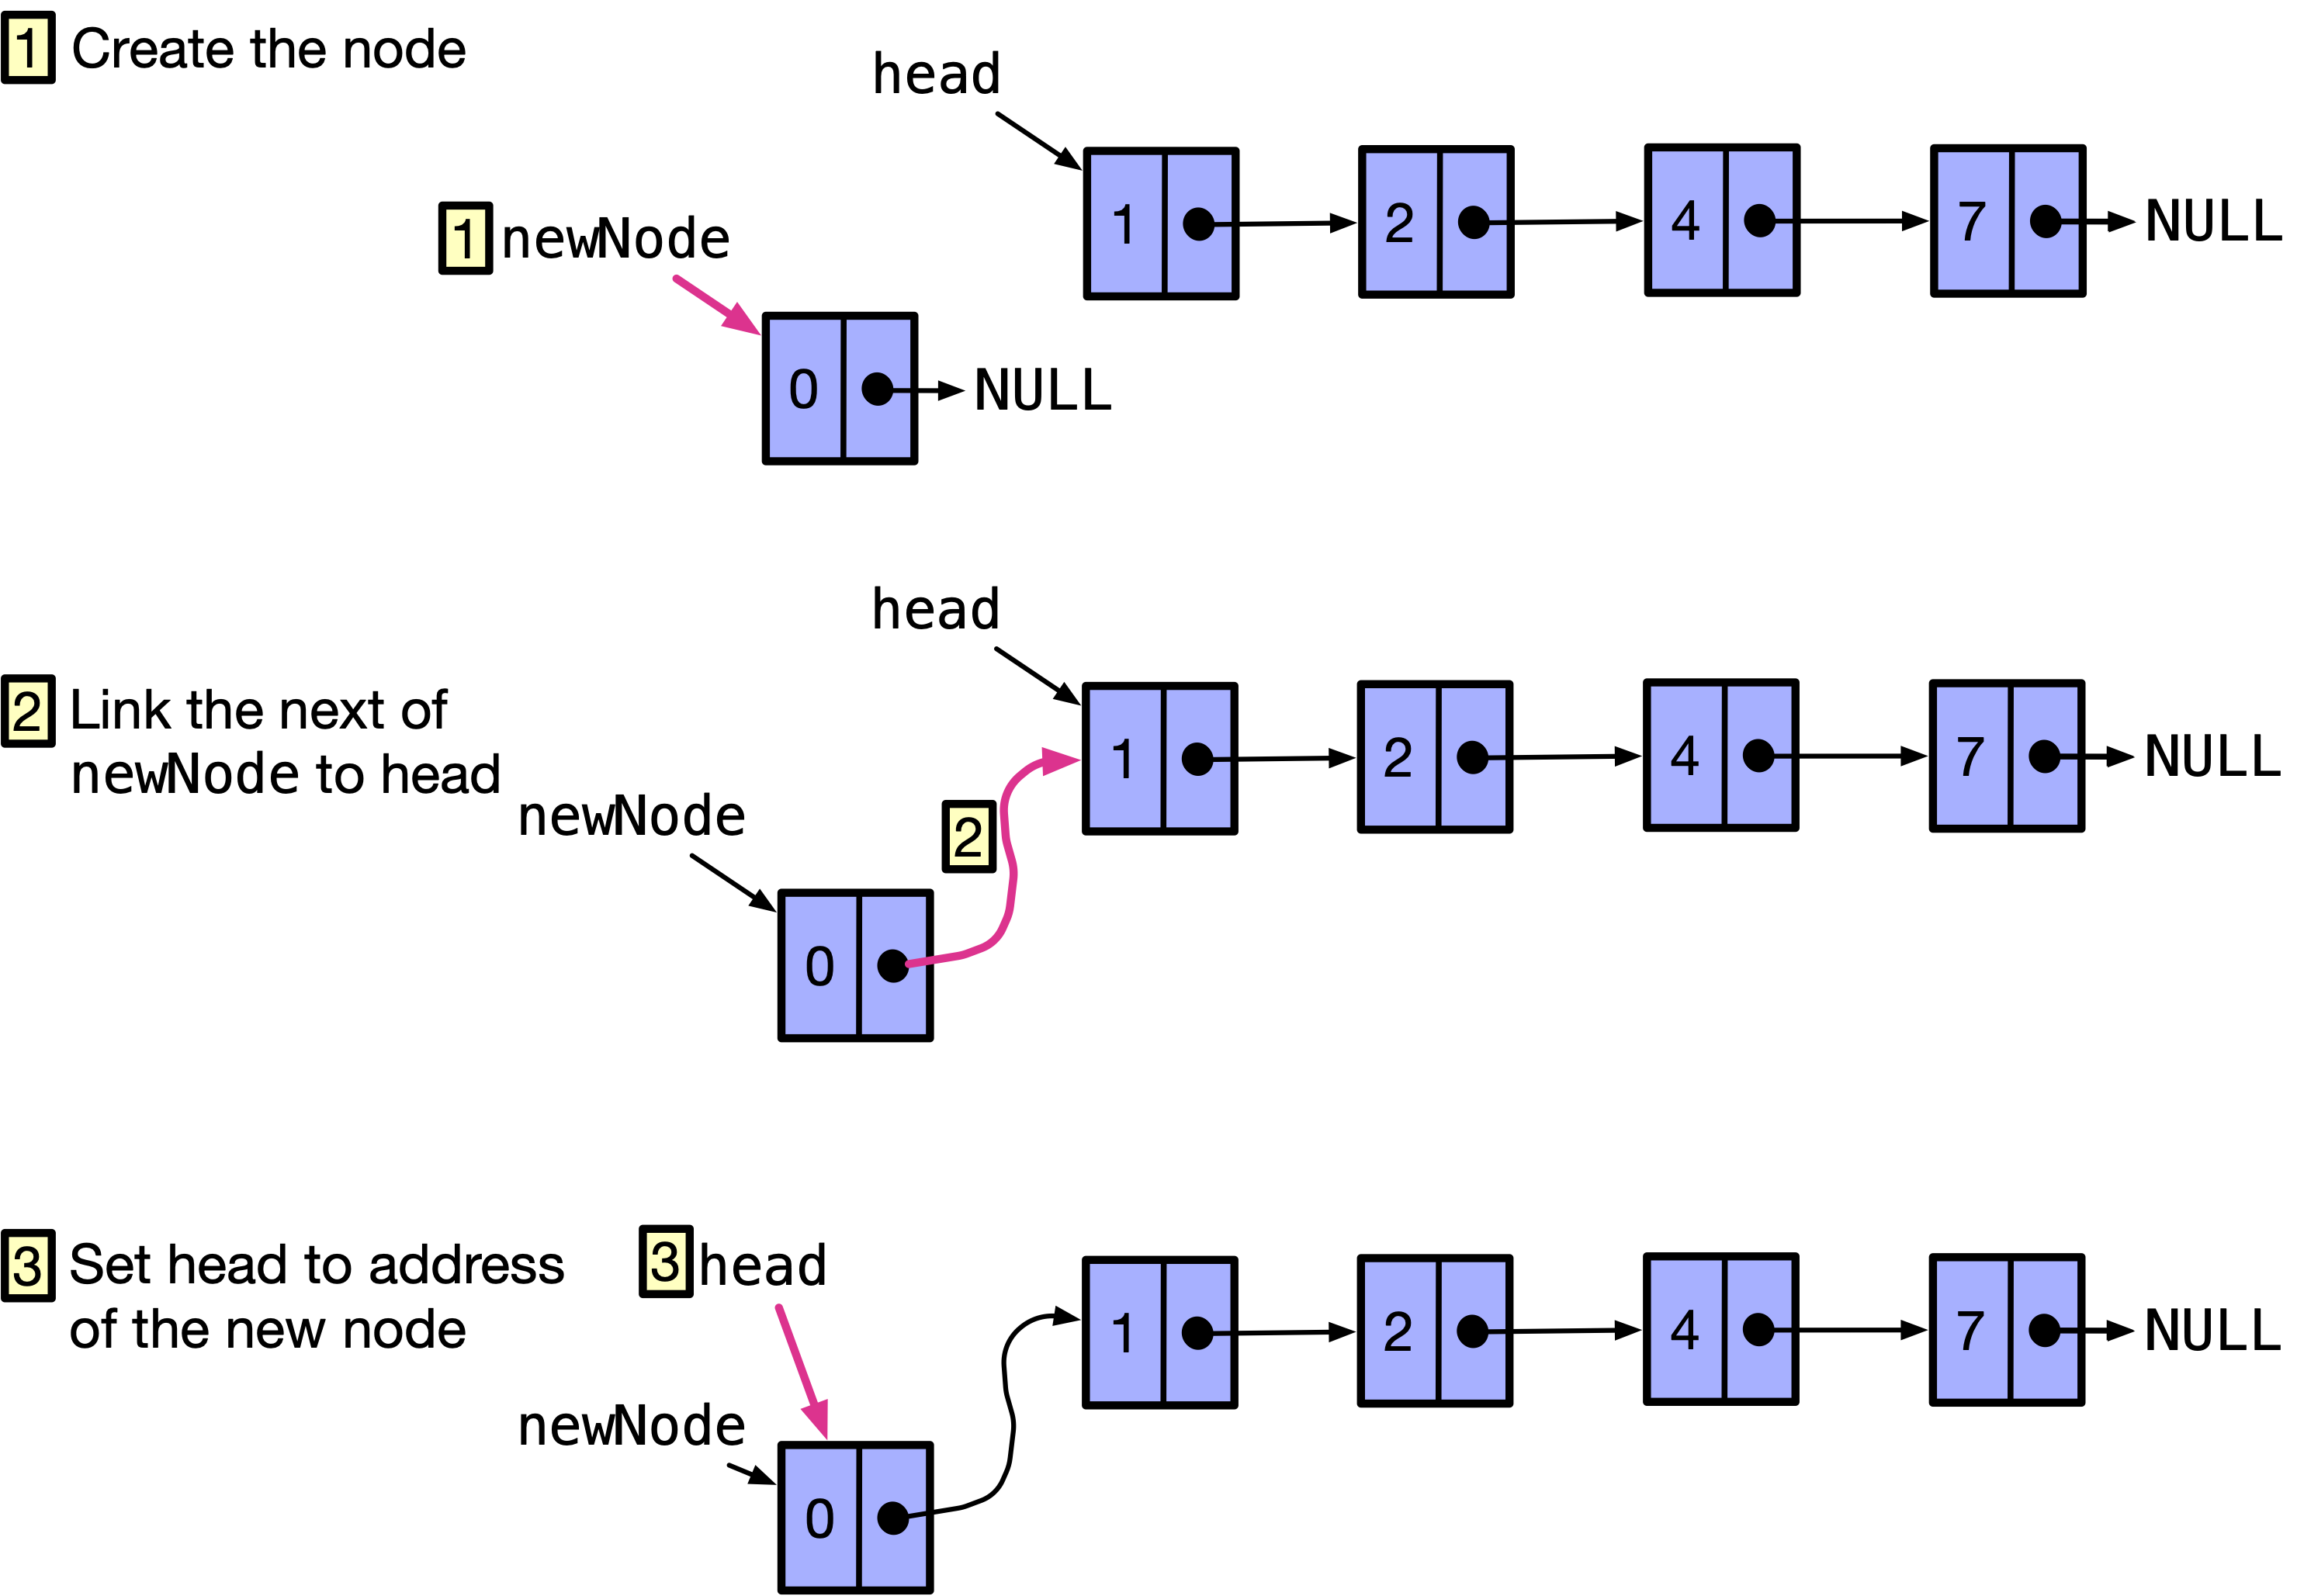 1 Create the node
head
1 newNode
1 2 4 7 NULL
0 NULL
head
2 Link the next of
newNode to head
1 2 4 7 NULL
newNode
2
0
3 Set head to address
of the new node
3 head
1 2 4 7 NULL
newNode
0